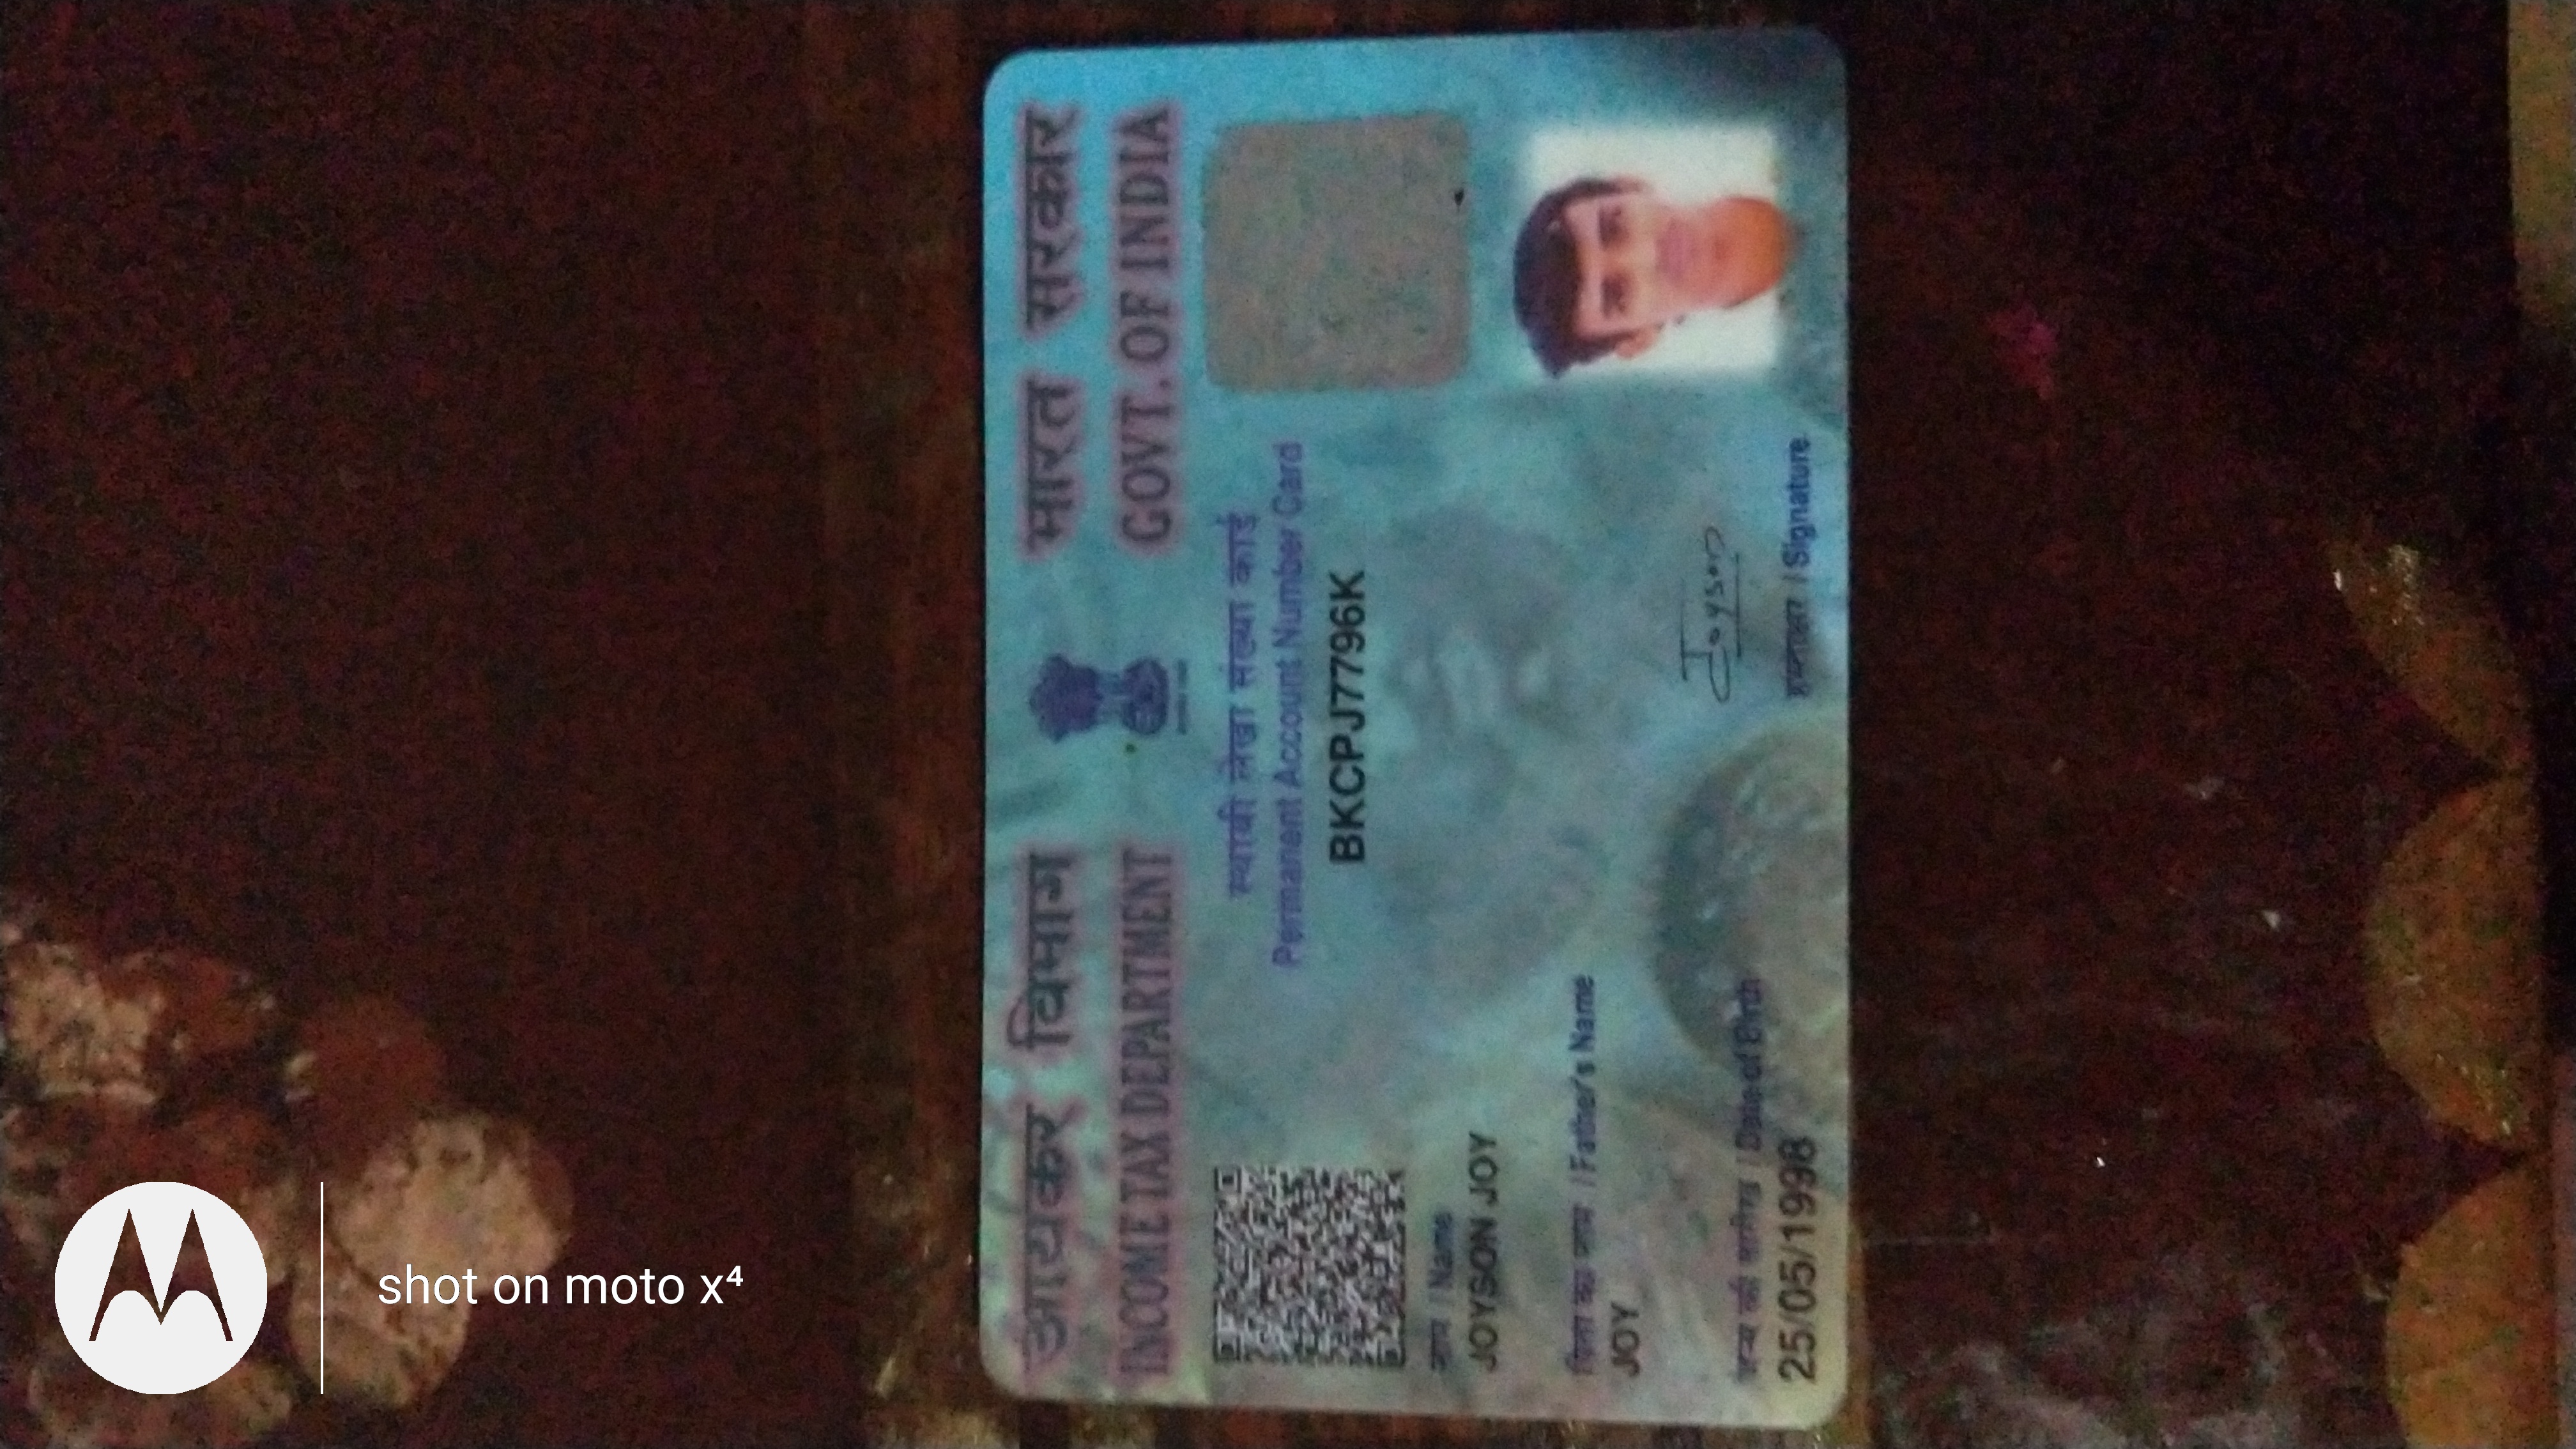 आयकर विभाग
INCOME TAX DEPARTMENT
भारत सरकार
GOVT. OF INDIA
स्थायी लेखा संख्या कार्ड
Permanent Account Number Card
BKCPJ7796K
नाम / Name
JOYSON JOY
पिता का नाम / Father's Name
JOY
जन्म की तारीख / Date of Birth
25/05/1998
Joyson
हस्ताक्षर / Signature
shot on moto x⁴